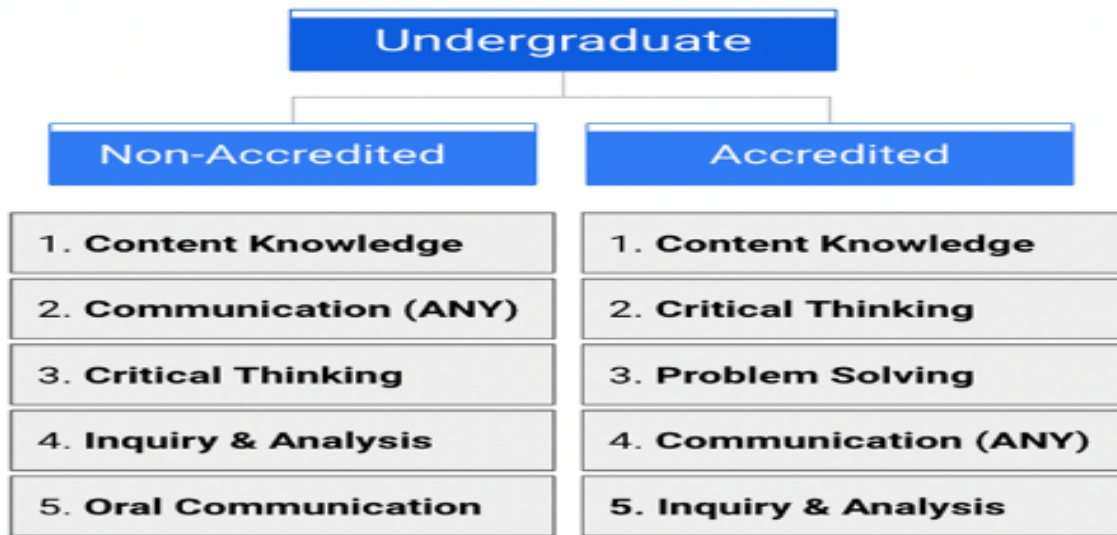 Undergraduate
Non-Accredited
1. Content Knowledge
2. Communication (ANY)
3. Critical Thinking
4. Inquiry & Analysis
5. Oral Communication
Accredited
1. Content Knowledge
2. Critical Thinking
3. Problem Solving
4. Communication (ANY)
5. Inquiry & Analysis